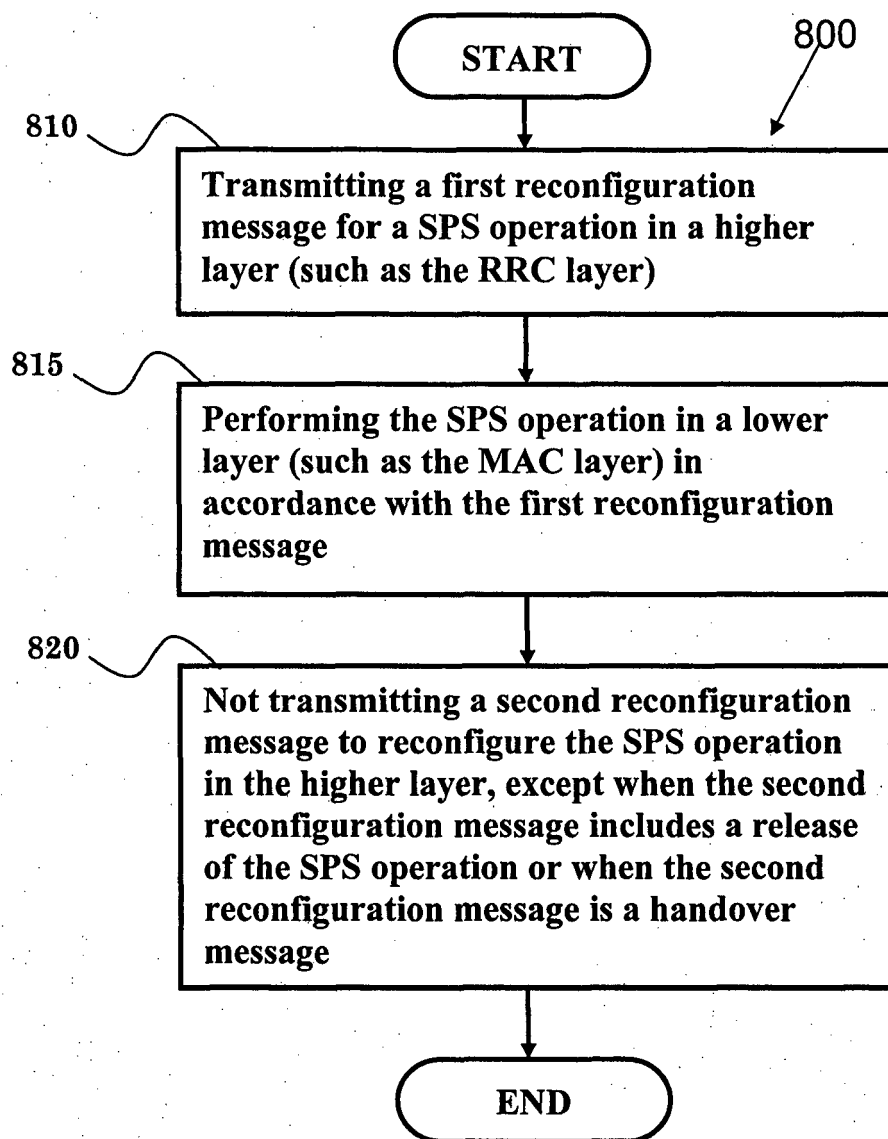 START
800
810
Transmitting a first reconfiguration
message for a SPS operation in a higher
layer (such as the RRC layer)
815
Performing the SPS operation in a lower
layer (such as the MAC layer) in
accordance with the first reconfiguration
message
820
Not transmitting a second reconfiguration
message to reconfigure the SPS operation
in the higher layer, except when the second
reconfiguration message includes a release
of the SPS operation or when the second
reconfiguration message is a handover
message
END